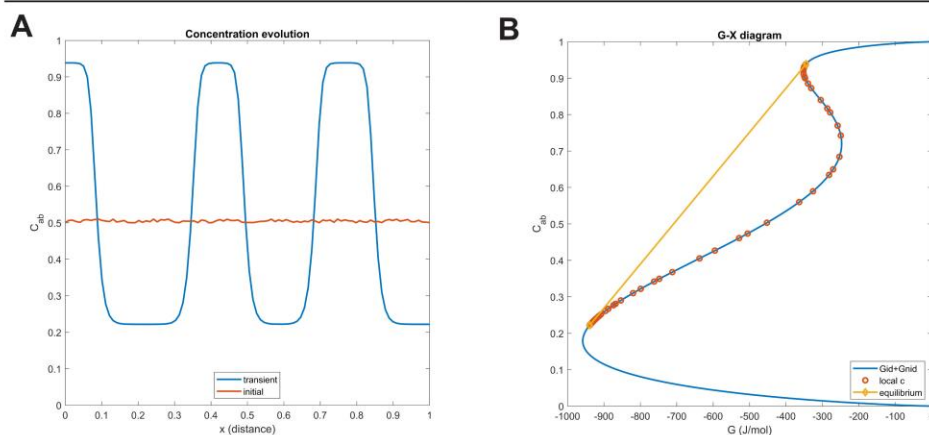 A
Concentration evolution
1
0.9
0.8
0.7
0.6
0.5
0.4
0.3
0.2
0.1
0
C_ab
transient
initial
0 0.1 0.2 0.3 0.4 0.5 0.6 0.7 0.8 0.9 1
x (distance)
B
G-X diagram
1
0.9
0.8
0.7
0.6
0.5
0.4
0.3
0.2
0.1
0
C_ab
Gid+Gnid
local c
equilibrium
-1000 -900 -800 -700 -600 -500 -400 -300 -200 -100
G (J/mol)